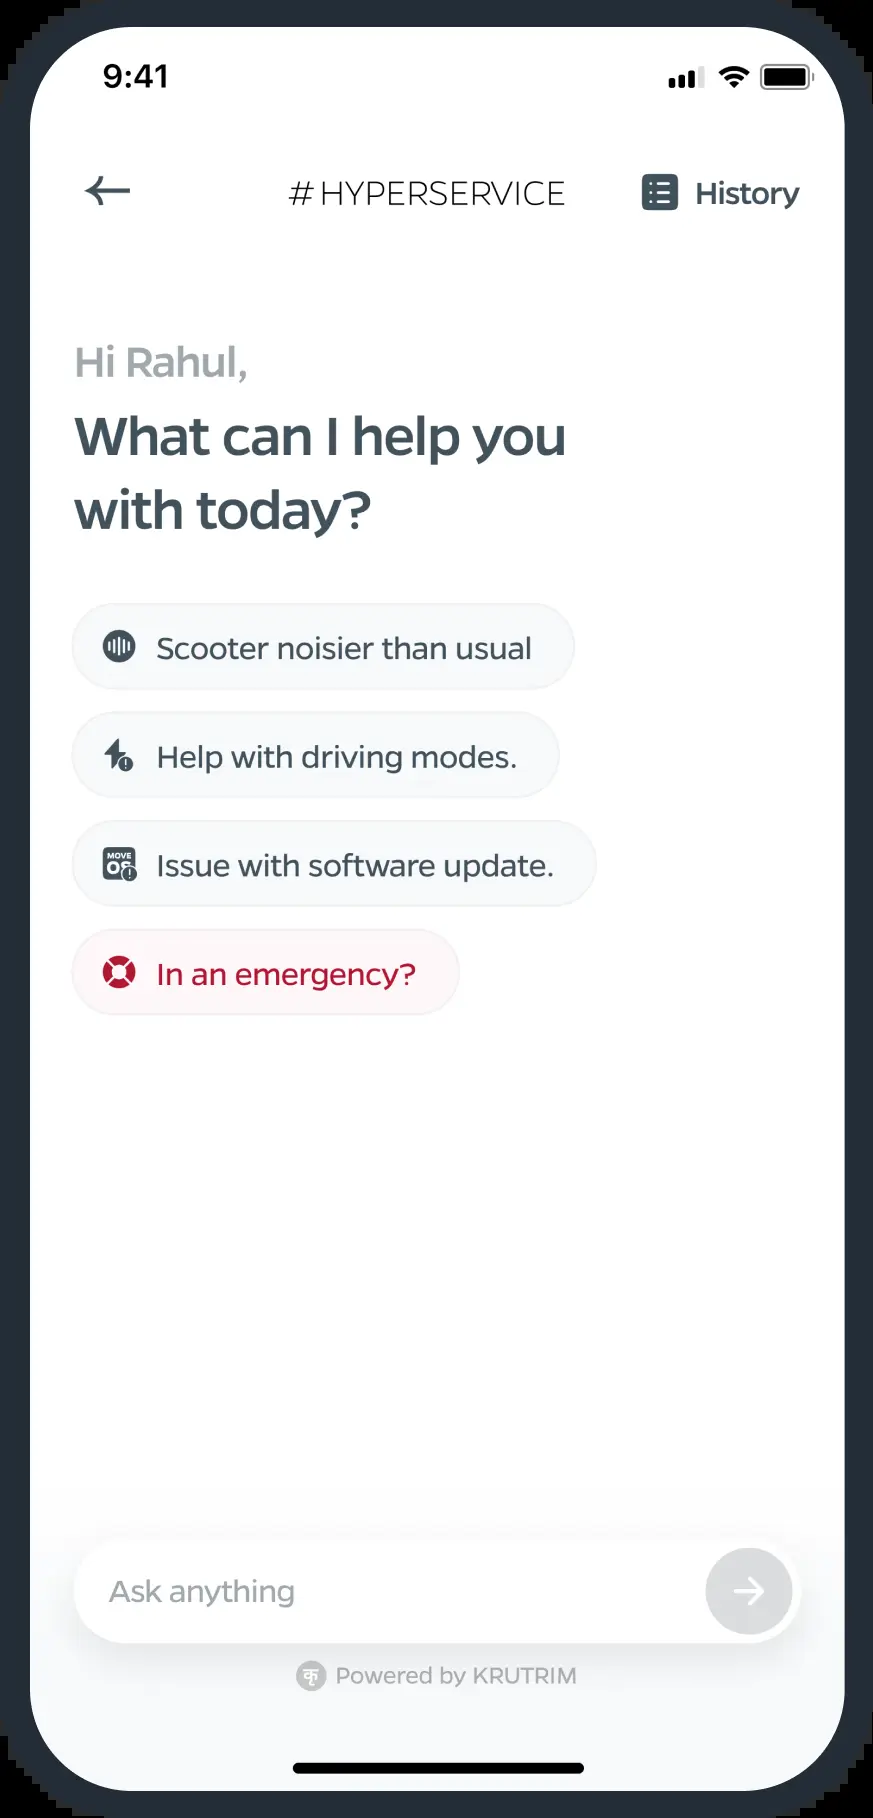 9:41
#HYPERSERVICE
History
Hi Rahul,
What can I help you
with today?
Scooter noisier than usual
Help with driving modes.
MOVE
OS
Issue with software update.
In an emergency?
Ask anything
कृ Powered by KRUTRIM